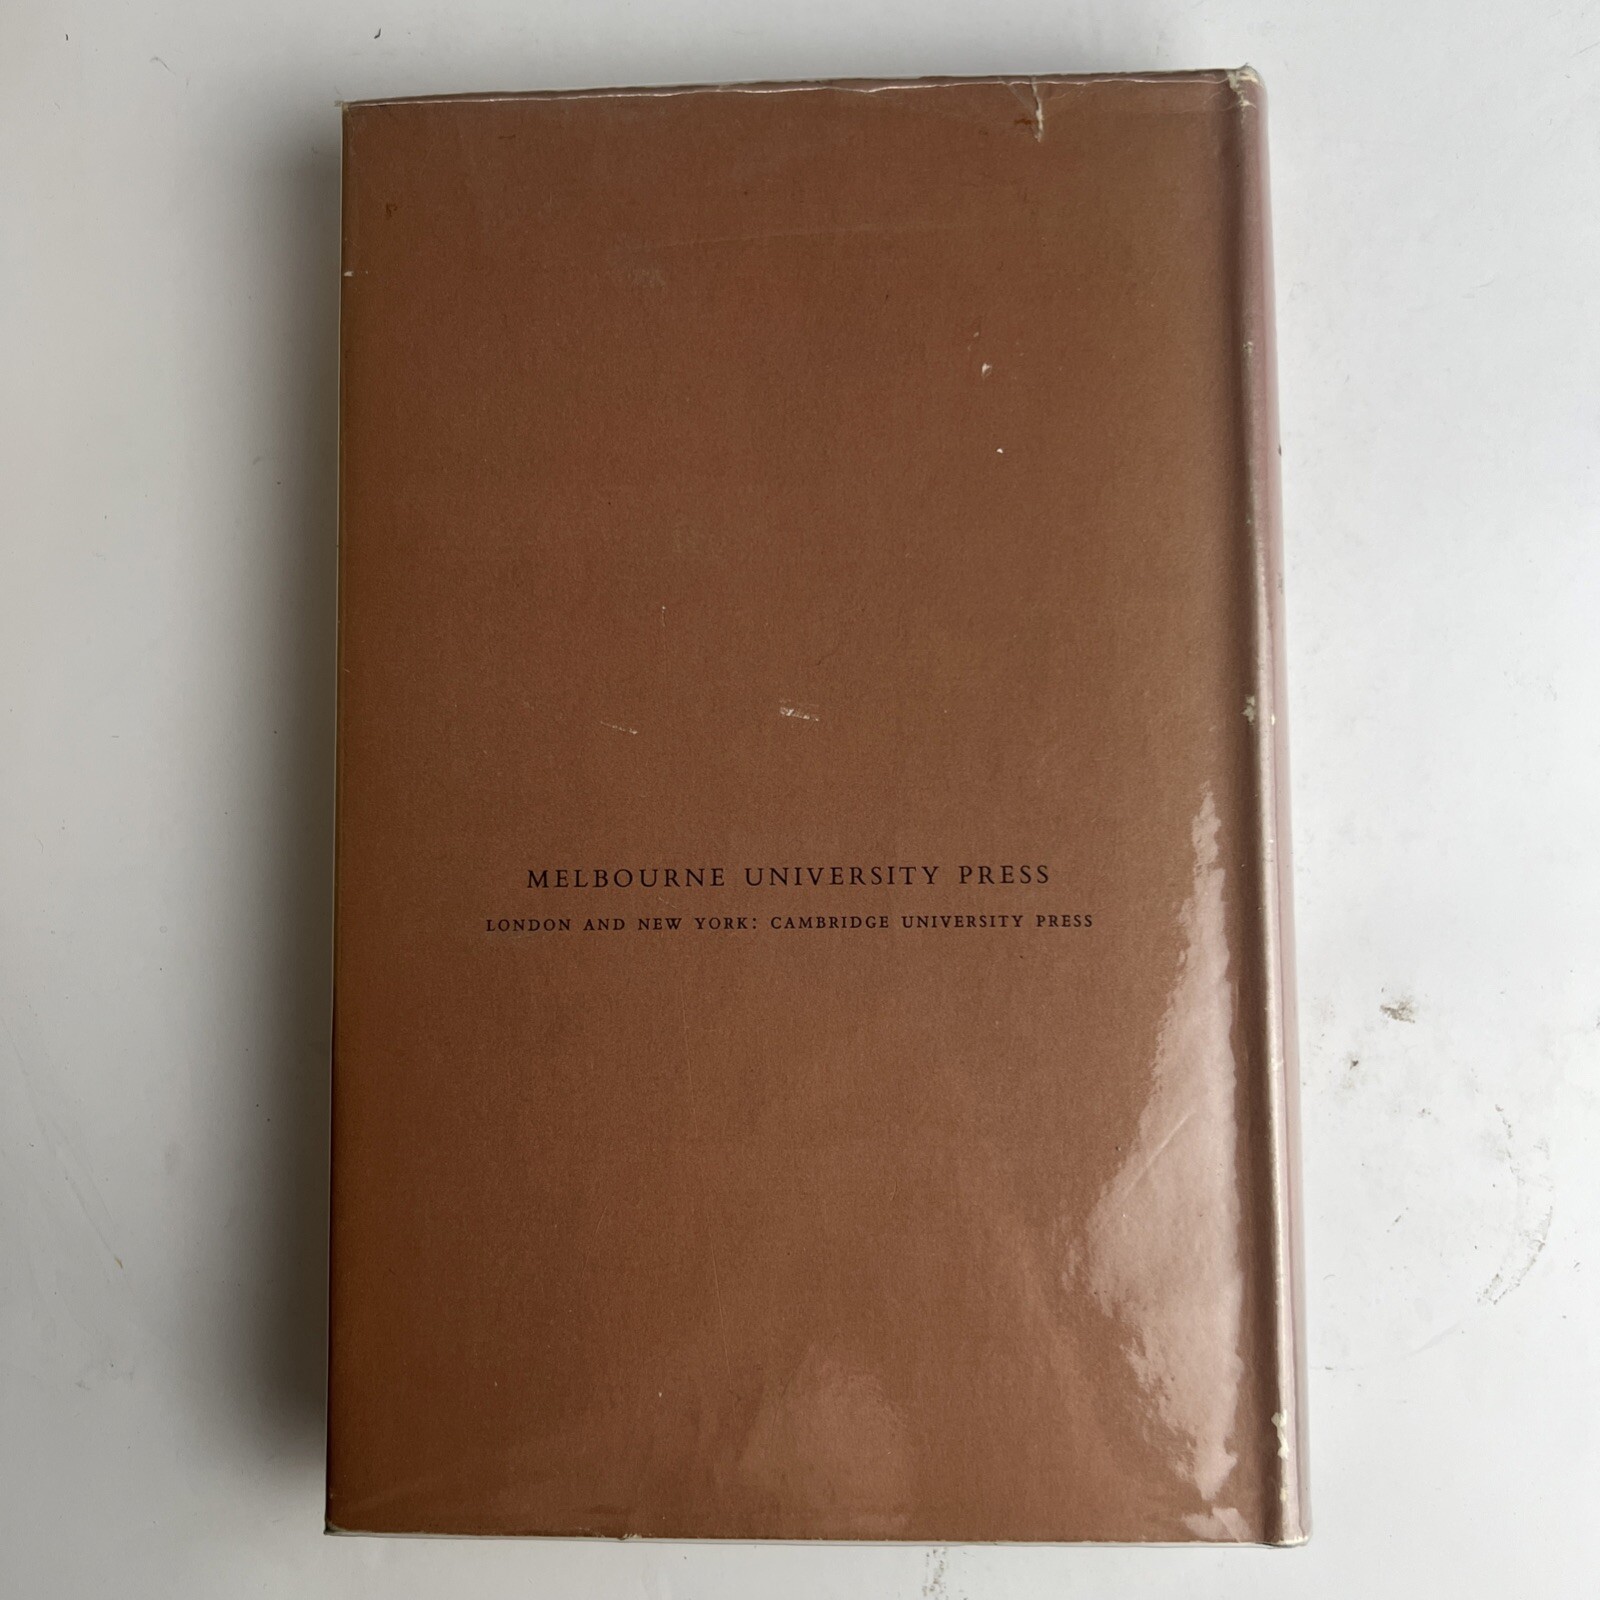 MELBOURNE UNIVERSITY PRESS
LONDON AND NEW YORK: CAMBRIDGE UNIVERSITY PRESS